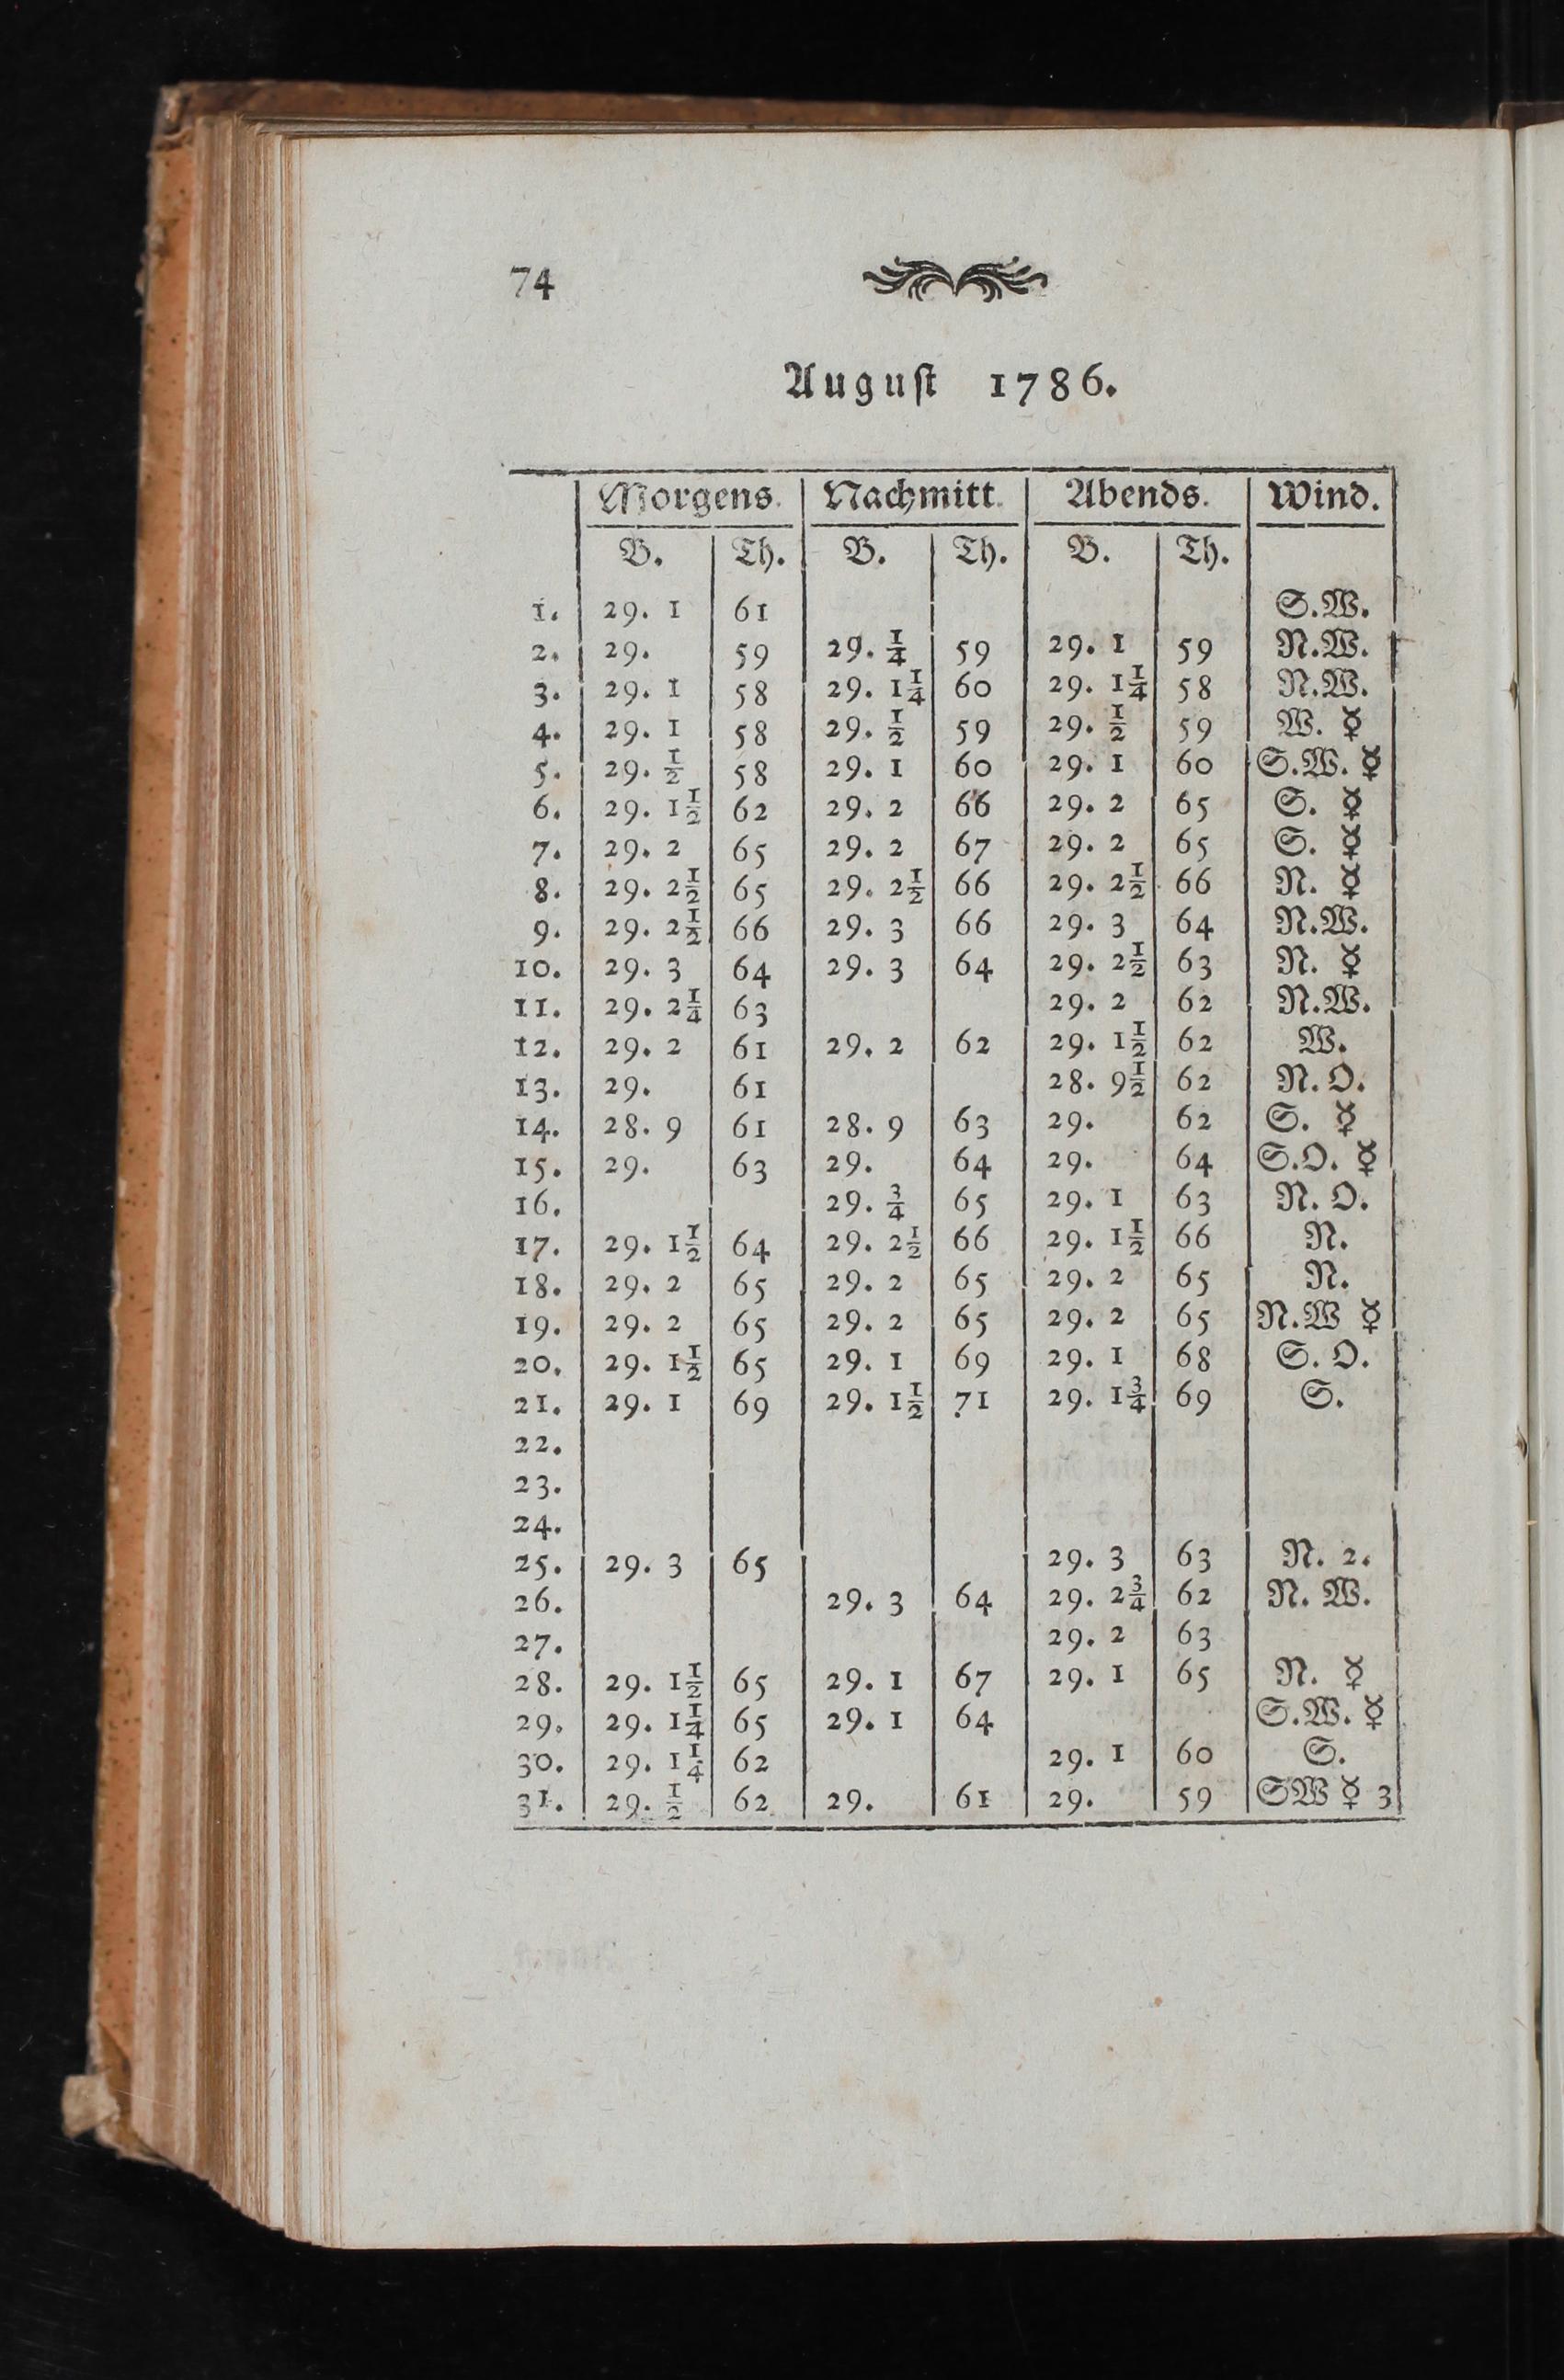 74
August 1786.
Morgens. Nachmitt. Abends. Wind.
B. Th. B. Th. B. Th.
1. 29. 1 61 S.W.
2. 29. 59 29. ¼ 59 29. 1 59 N.W.
3. 29. 1 58 29. 1¼ 60 29. 1¼ 58 N.W.
4. 29. 1 58 29. ½ 59 29. ½ 59 W. ☿
5. 29. ½ 58 29. 1 60 29. 1 60 S.W. ☿
6. 29. 1½ 62 29. 2 66 29. 2 65 S. ☿
7. 29. 2 65 29. 2 67 29. 2 65 S. ☿
8. 29. 2½ 65 29. 2½ 66 29. 2½ 66 N. ☿
9. 29. 2½ 66 29. 3 66 29. 3 64 N.W.
10. 29. 3 64 29. 3 64 29. 2½ 63 N. ☿
11. 29. 2¼ 63 29. 2 62 N.W.
12. 29. 2 61 29. 2 62 29. 1½ 62 W.
13. 29. 61 28. 9½ 62 N.O.
14. 28. 9 61 28. 9 63 29. 62 S. ☿
15. 29. 63 29. 64 29. 64 S.O. ☿
16. 29. ¾ 65 29. 1 63 N.O.
17. 29. 1½ 64 29. 2½ 66 29. 1½ 66 N.
18. 29. 2 65 29. 2 65 29. 2 65 N.
19. 29. 2 65 29. 2 65 29. 2 65 N.W ☿
20. 29. 1½ 65 29. 1 69 29. 1 68 S.O.
21. 29. 1 69 29. 1½ 71 29. 1¾ 69 S.
22.
23.
24.
25. 29. 3 65 29. 3 63 N. 2.
26. 29. 3 64 29. 2¾ 62 N.W.
27. 29. 2 63
28. 29. 1½ 65 29. 1 67 29. 1 65 N. ☿
29. 29. 1¼ 65 29. 1 64 S.W. ☿
30. 29. 1¼ 62 29. 1 60 S.
31. 29. ½ 62 29. 61 29. 59 SW ☿ 3